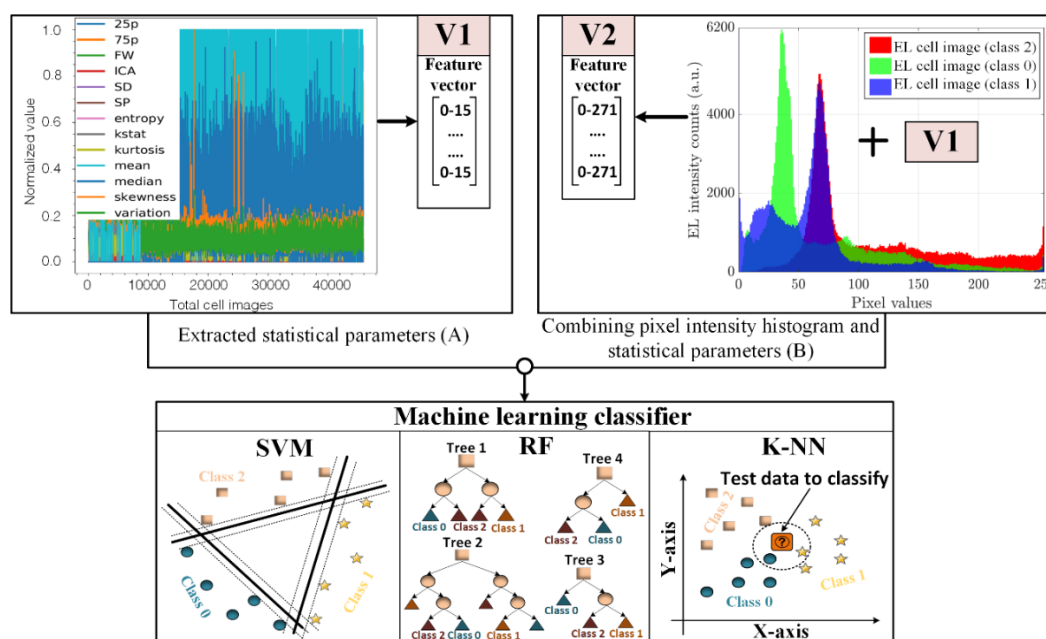 1.0
0.8
0.6
0.4
0.2
0.0
Normalized value
25p
75p
FW
ICA
SD
SP
entropy
kstat
kurtosis
mean
median
skewness
variation
0
10000
20000
30000
40000
Total cell images
V1
Feature
vector
0-15
....
....
0-15
V2
Feature
vector
0-271
....
....
0-271
6200
4000
2000
0
EL intensity counts (a.u.)
EL cell image (class 2)
EL cell image (class 0)
EL cell image (class 1)
+
V1
0
50
100
150
200
25
Pixel values
Extracted statistical parameters (A)
Combining pixel intensity histogram and
statistical parameters (B)
Machine learning classifier
SVM
Class 2
Class 0
Class 1
RF
Tree 1
Class 0
Class 2
Class 1
Tree 4
Class 1
Class 2
Class 0
Tree 2
Class 2
Class 0
Class 1
Tree 3
Class 0
Class 2
Class 1
K-NN
Test data to classify
Class 2
?
Class 1
Class 0
Y-axis
X-axis